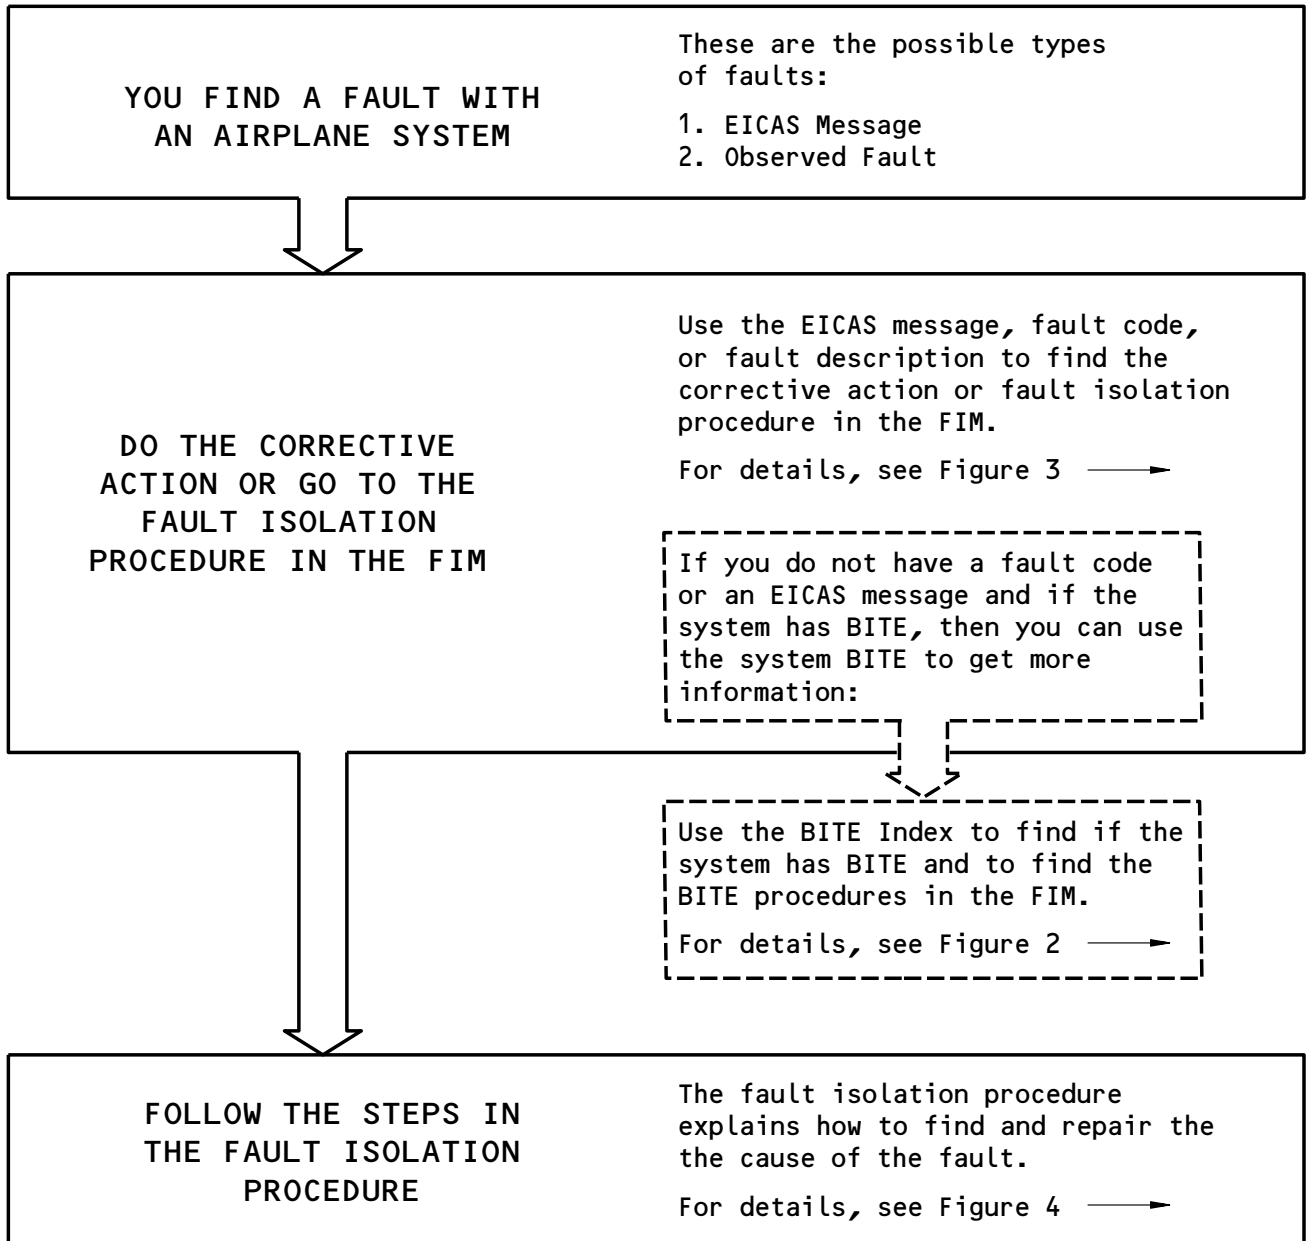 YOU FIND A FAULT WITH
AN AIRPLANE SYSTEM
These are the possible types
of faults:
1. EICAS Message
2. Observed Fault
DO THE CORRECTIVE
ACTION OR GO TO THE
FAULT ISOLATION
PROCEDURE IN THE FIM
Use the EICAS message, fault code,
or fault description to find the
corrective action or fault isolation
procedure in the FIM.
For details, see Figure 3
If you do not have a fault code
or an EICAS message and if the
system has BITE, then you can use
the system BITE to get more
information:
Use the BITE Index to find if the
system has BITE and to find the
BITE procedures in the FIM.
For details, see Figure 2
FOLLOW THE STEPS IN
THE FAULT ISOLATION
PROCEDURE
The fault isolation procedure
explains how to find and repair the
the cause of the fault.
For details, see Figure 4